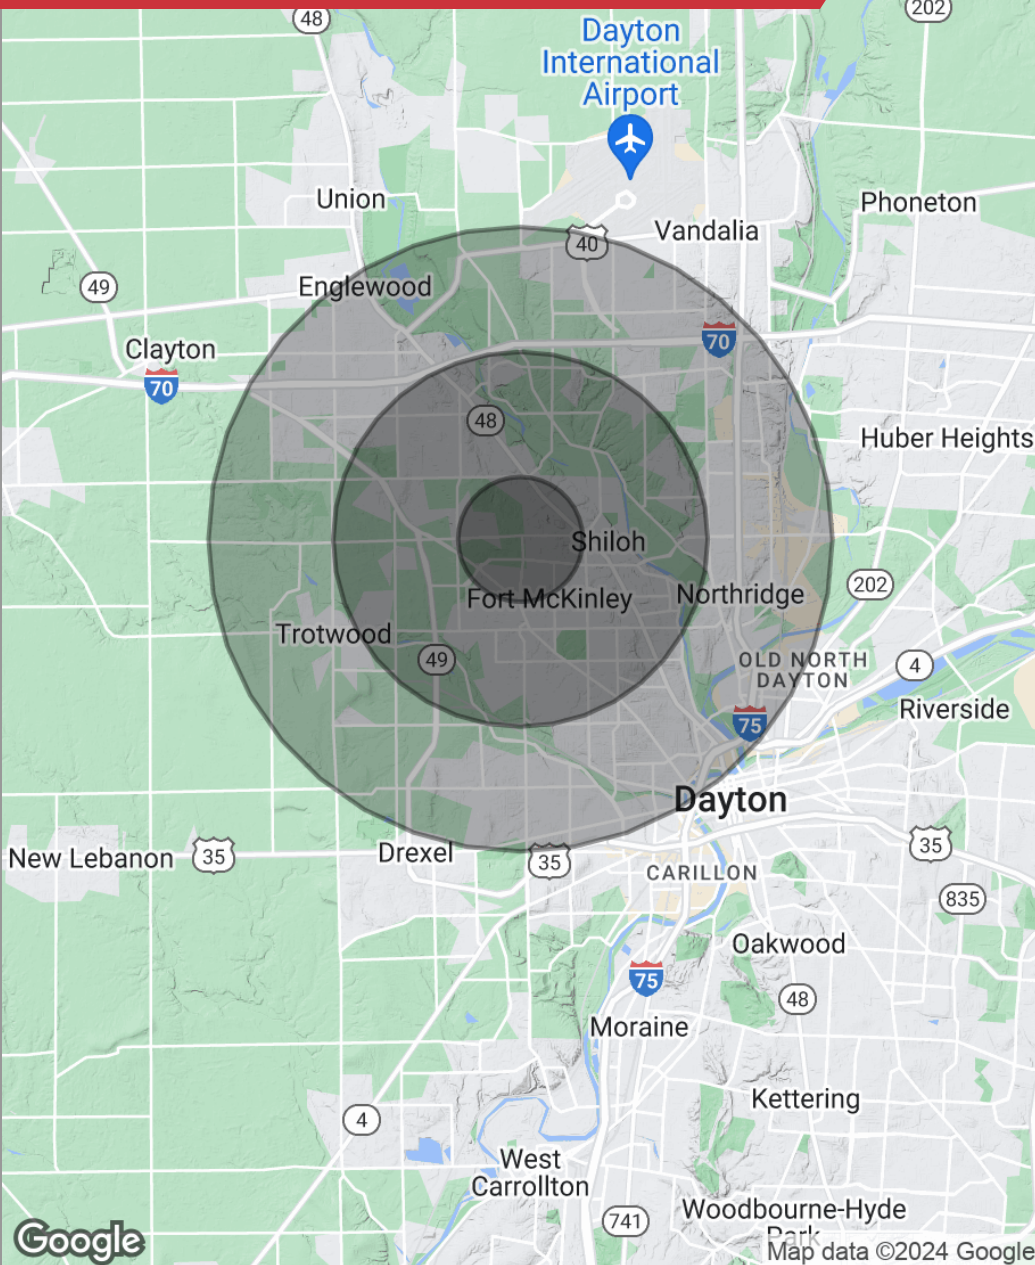 48
202
Dayton
International
Airport
Union
Phoneton
Vandalia
40
49
Englewood
70
Clayton
70
48
Huber Heights
Shiloh
202
Fort McKinley
Northridge
Trotwood
49
OLD NORTH
DAYTON
4
Riverside
75
Dayton
New Lebanon
35
Drexel
35
35
CARILLON
835
Oakwood
75
48
Moraine
Kettering
4
West
Carrollton
741
Woodbourne-Hyde
Park
Google
Map data ©2024 Google